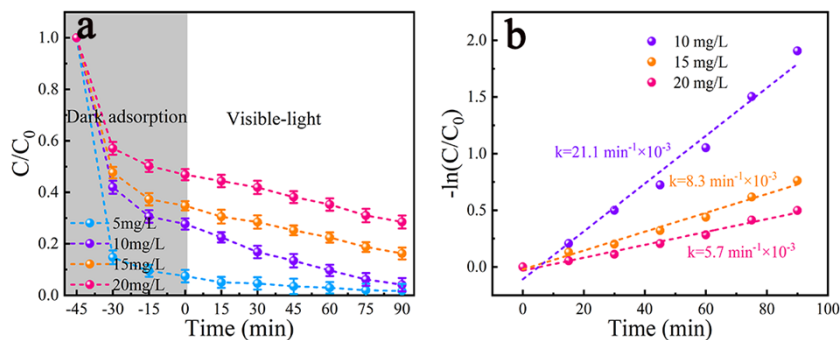 a
1.0
0.8
0.6
0.4
0.2
0.0
C/C0
Dark adsorption
Visible-light
5mg/L
10mg/L
15mg/L
20mg/L
-45 -30 -15 0 15 30 45 60 75 90
Time (min)
b
2.0
1.5
1.0
0.5
0.0
-ln(C/C0)
10 mg/L
15 mg/L
20 mg/L
k=21.1 min⁻¹×10⁻³
k=8.3 min⁻¹×10⁻³
k=5.7 min⁻¹×10⁻³
0 20 40 60 80 100
Time (min)